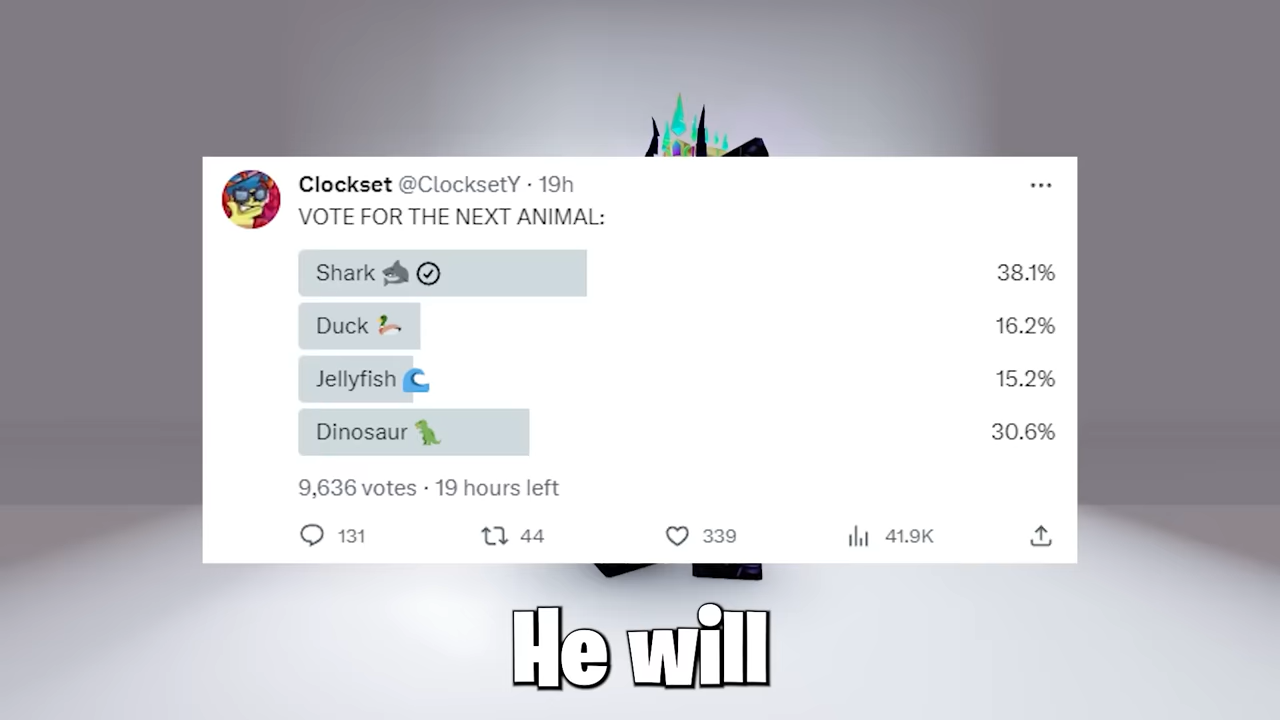 Clockset @ClocksetY · 19h
VOTE FOR THE NEXT ANIMAL:
Shark 🦈 38.1%
Duck 🦆 16.2%
Jellyfish 🌊 15.2%
Dinosaur 🦖 30.6%
9,636 votes · 19 hours left
131 44 339 41.9K
He will